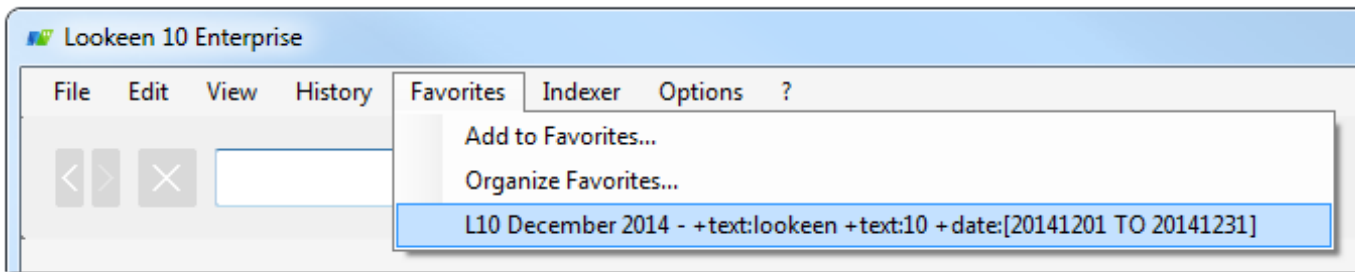 Lookeen 10 Enterprise
File Edit View History Favorites Indexer Options ?
Add to Favorites...
Organize Favorites...
L10 December 2014 - +text:lookeen +text:10 +date:[20141201 TO 20141231]